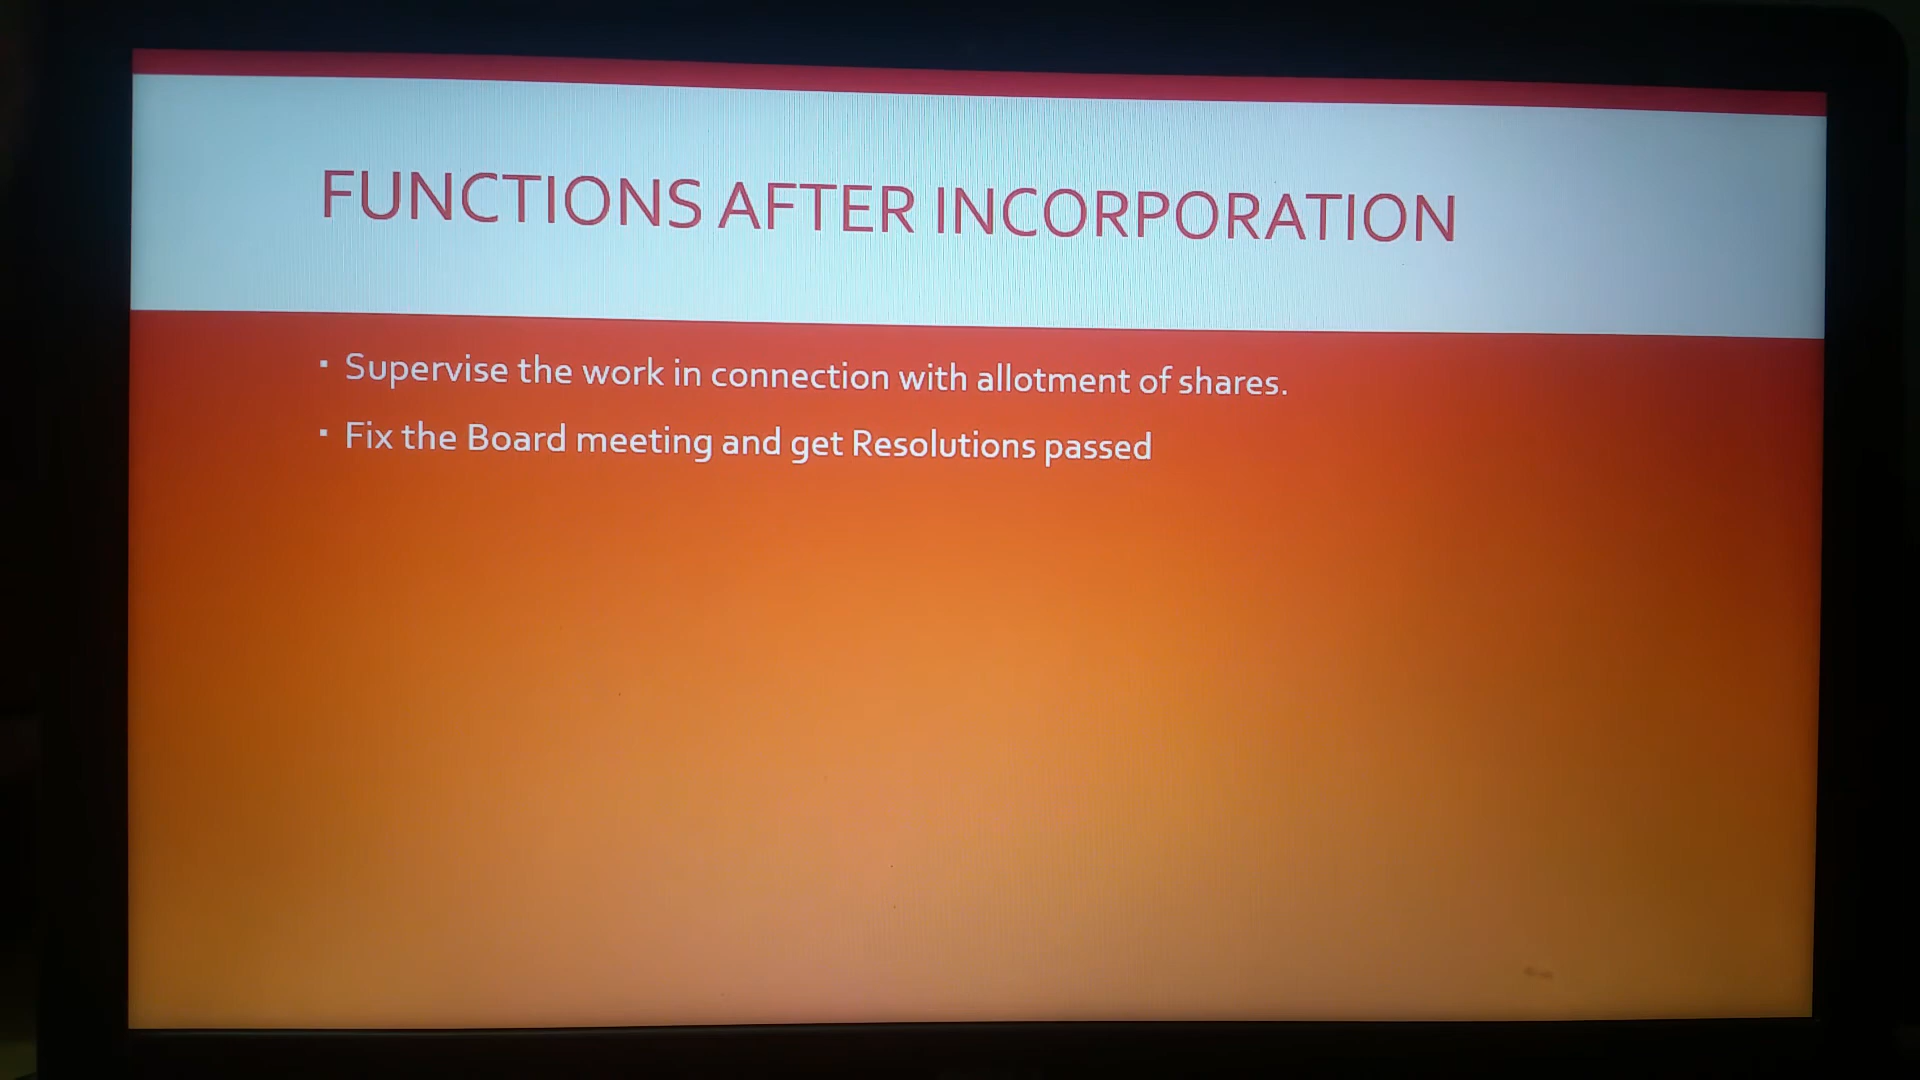 FUNCTIONS AFTER INCORPORATION
▪ Supervise the work in connection with allotment of shares.
▪ Fix the Board meeting and get Resolutions passed